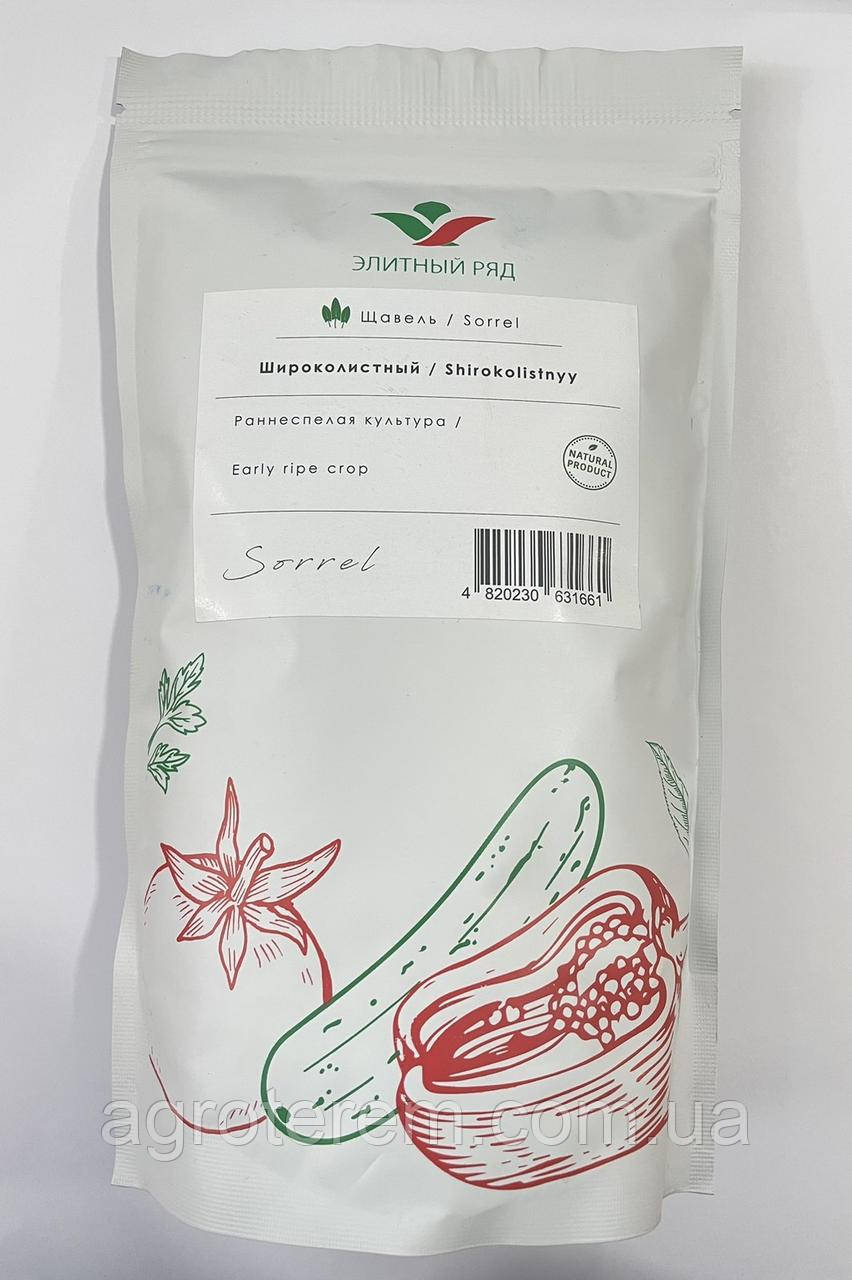 ЭЛИТНЫЙ РЯД
Щавель / Sorrel
Широколистный / Shirokolistnyy
Раннеспелая культура /
Early ripe crop
NATURAL
PRODUCT
Sorrel
4 820230 631661
agroterem.com.ua